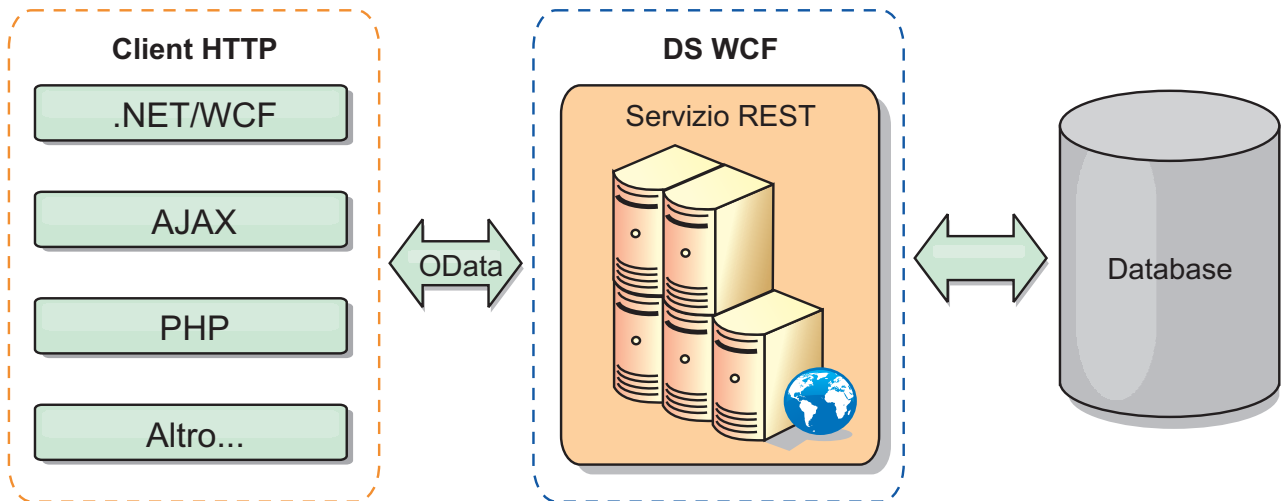 Client HTTP
.NET/WCF
AJAX
PHP
Altro...
OData
DS WCF
Servizio REST
Database